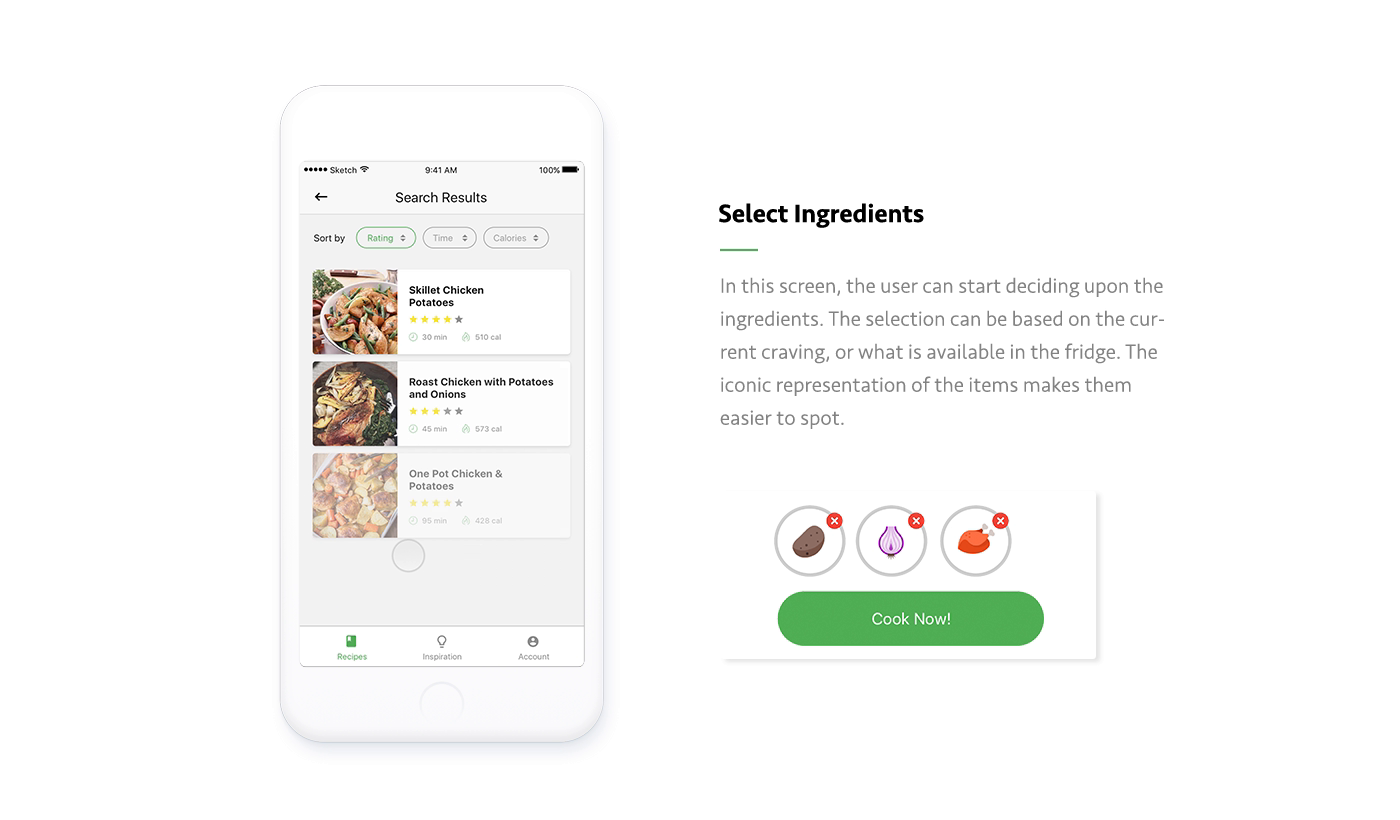 Sketch 9:41 AM 100%
Search Results
Sort by Rating Time Calories
Skillet Chicken
Potatoes
30 min 510 cal
Roast Chicken with Potatoes
and Onions
45 min 573 cal
One Pot Chicken &
Potatoes
95 min 428 cal
Recipes Inspiration Account
Select Ingredients
In this screen, the user can start deciding upon the
ingredients. The selection can be based on the cur-
rent craving, or what is available in the fridge. The
iconic representation of the items makes them
easier to spot.
Cook Now!